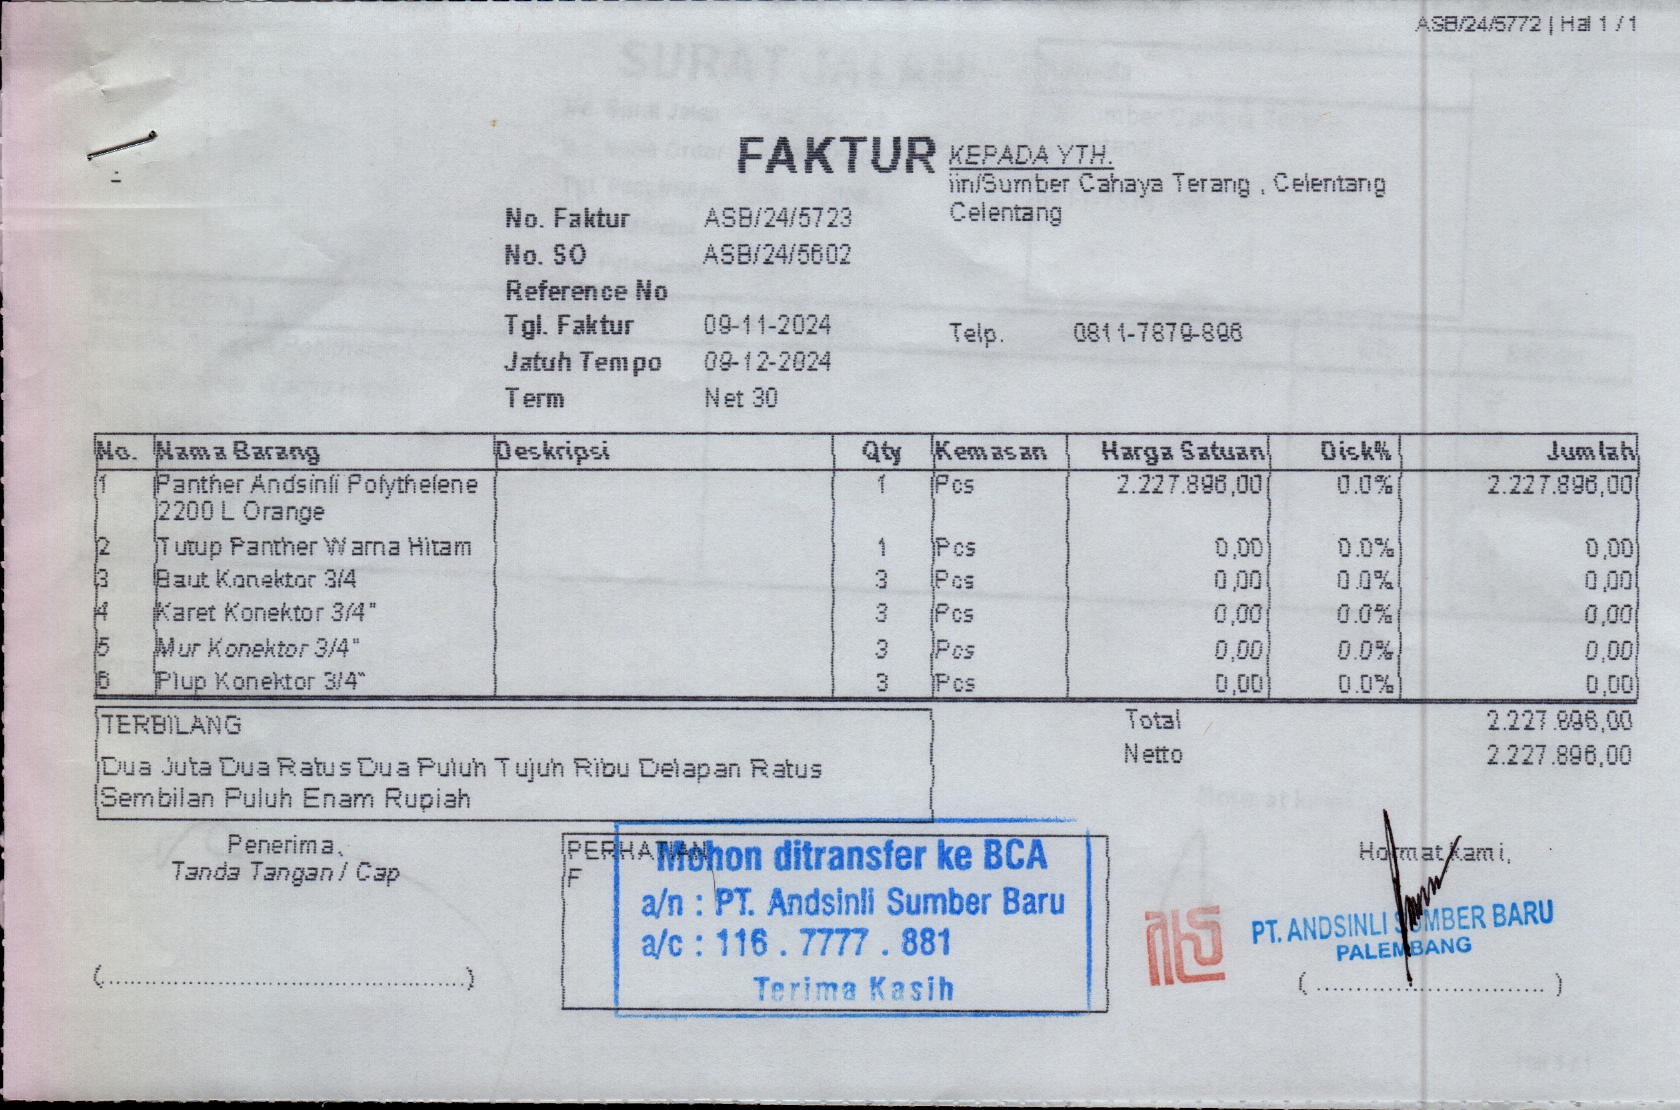 ASB/24/5772 | Hal 1 / 1
FAKTUR
KEPADA YTH.
iin/Sumber Cahaya Terang , Celentang
Celentang
No. Faktur ASB/24/5723
No. SO ASB/24/5602
Reference No
Tgl. Faktur 09-11-2024
Telp. 0811-7879-896
Jatuh Tempo 09-12-2024
Term Net 30
No. Nama Barang Deskripsi Qty Kemasan Harga Satuan Disk% Jumlah
1 Panther Andsinli Polythelene 1 Pcs 2.227.896,00 0.0% 2.227.896,00
2200 L Orange
2 Tutup Panther Warna Hitam 1 Pcs 0,00 0.0% 0,00
3 Baut Konektor 3/4 3 Pcs 0,00 0.0% 0,00
4 Karet Konektor 3/4" 3 Pcs 0,00 0.0% 0,00
5 Mur Konektor 3/4" 3 Pcs 0,00 0.0% 0,00
6 Plup Konektor 3/4" 3 Pcs 0,00 0.0% 0,00
TERBILANG
Dua Juta Dua Ratus Dua Puluh Tujuh Ribu Delapan Ratus
Sembilan Puluh Enam Rupiah
Total 2.227.896,00
Netto 2.227.896,00
Penerima,
Tanda Tangan / Cap
(................................................)
PERHATIAN
F
Mohon ditransfer ke BCA
a/n : PT. Andsinli Sumber Baru
a/c : 116 . 7777 . 881
Terima Kasih
Hormat Kami,
PT. ANDSINLI SUMBER BARU
PALEMBANG
( .............................. )